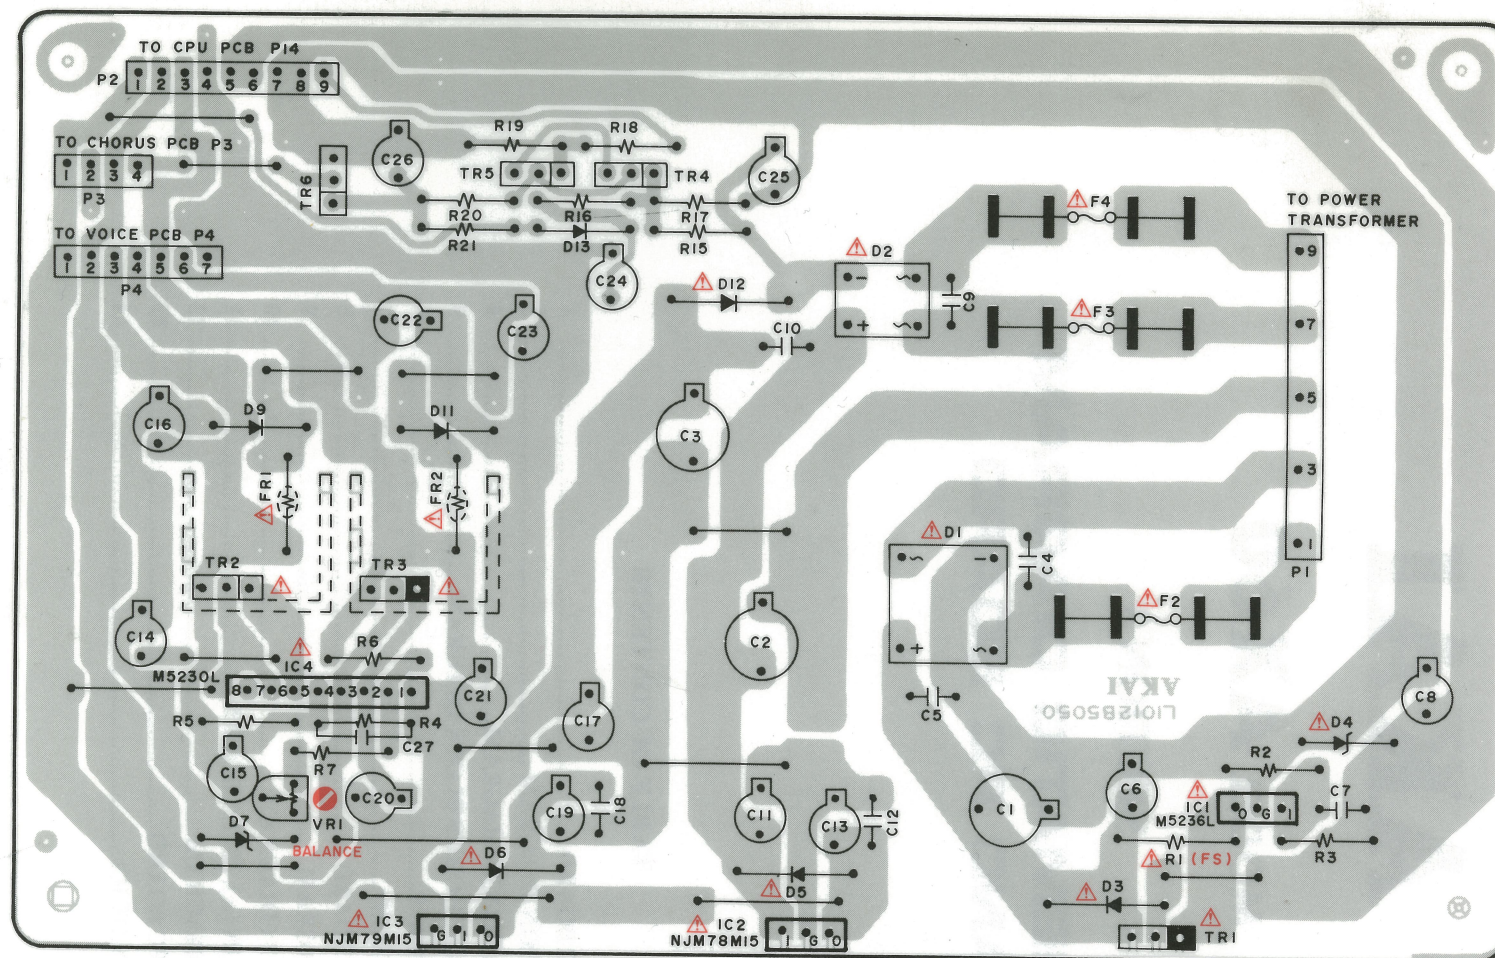 TO CPU PCB P14
P2 1 2 3 4 5 6 7 8 9
TO CHORUS PCB P3
1 2 3 4
P3
TO VOICE PCB P4
1 2 3 4 5 6 7
P4
TR6
C26
R19
R18
TR5
TR4
C25
R20
R16
R17
R21
D13
R15
C24
D12
D2
- ~
+ ~
C9
C10
F4
F3
TO POWER
TRANSFORMER
9
7
5
3
1
P1
C22
C23
C16
D9
D11
C3
FR1
FR2
TR2
TR3
D1
~ -
+ ~
C4
F2
C14
R6
IC4
M5230L
8 7 6 5 4 3 2 1
C21
C2
C17
R5
R4
C27
R7
C15
C20
VR1
BALANCE
D7
C19
C18
D6
C11
C13
C12
D5
IC3
NJM79M15
G I O
IC2
NJM78M15
I G O
C5
AKAI
L1012B5050.
C8
D4
R2
C1
C6
IC1
M5236L
O G I
C7
R1 (FS)
R3
D3
TR1